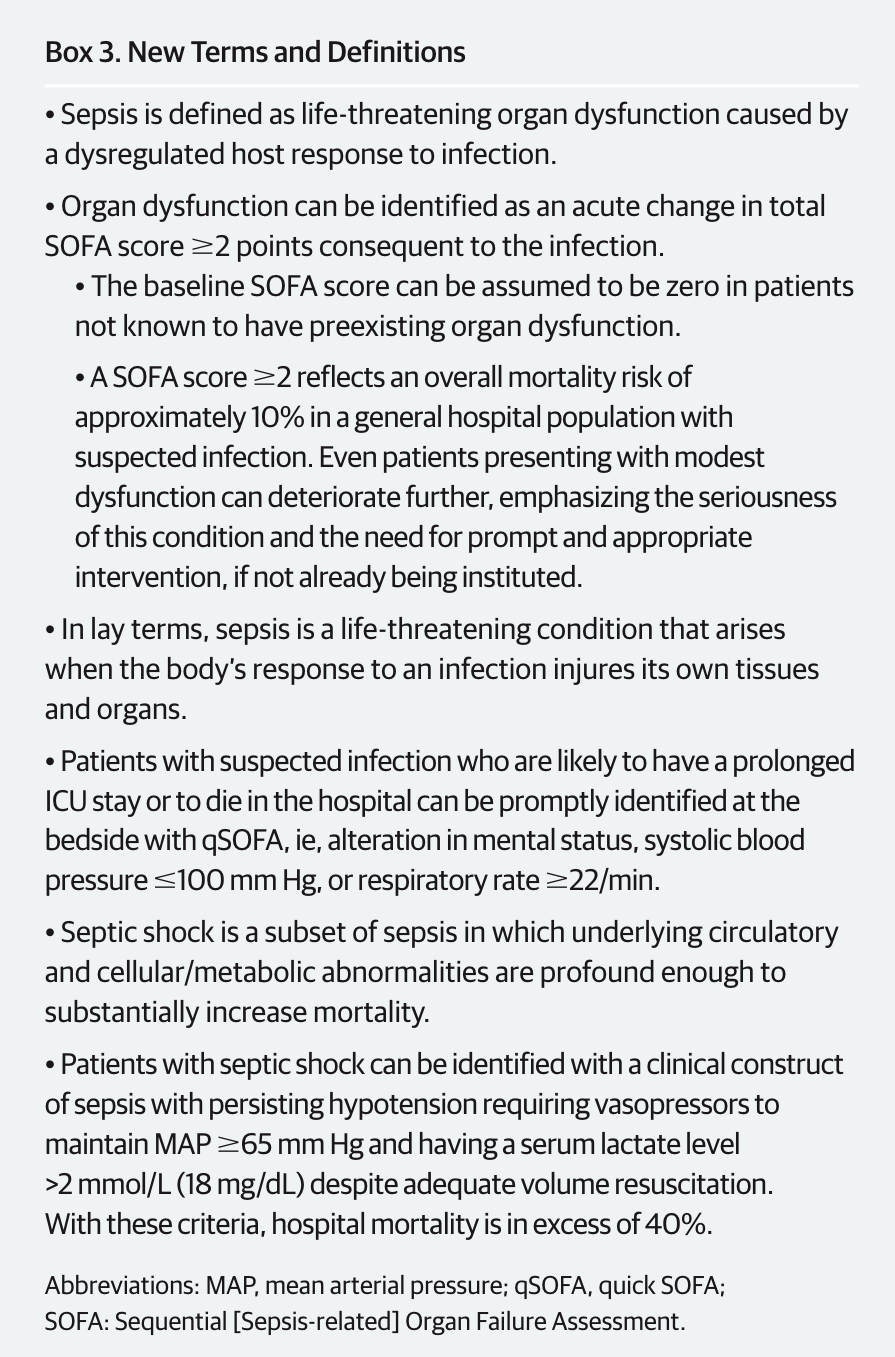 Box 3. New Terms and Definitions
• Sepsis is defined as life-threatening organ dysfunction caused by
a dysregulated host response to infection.
• Organ dysfunction can be identified as an acute change in total
SOFA score ≥2 points consequent to the infection.
• The baseline SOFA score can be assumed to be zero in patients
not known to have preexisting organ dysfunction.
• A SOFA score ≥2 reflects an overall mortality risk of
approximately 10% in a general hospital population with
suspected infection. Even patients presenting with modest
dysfunction can deteriorate further, emphasizing the seriousness
of this condition and the need for prompt and appropriate
intervention, if not already being instituted.
• In lay terms, sepsis is a life-threatening condition that arises
when the body’s response to an infection injures its own tissues
and organs.
• Patients with suspected infection who are likely to have a prolonged
ICU stay or to die in the hospital can be promptly identified at the
bedside with qSOFA, ie, alteration in mental status, systolic blood
pressure ≤100 mm Hg, or respiratory rate ≥22/min.
• Septic shock is a subset of sepsis in which underlying circulatory
and cellular/metabolic abnormalities are profound enough to
substantially increase mortality.
• Patients with septic shock can be identified with a clinical construct
of sepsis with persisting hypotension requiring vasopressors to
maintain MAP ≥65 mm Hg and having a serum lactate level
>2 mmol/L (18 mg/dL) despite adequate volume resuscitation.
With these criteria, hospital mortality is in excess of 40%.
Abbreviations: MAP, mean arterial pressure; qSOFA, quick SOFA;
SOFA: Sequential [Sepsis-related] Organ Failure Assessment.